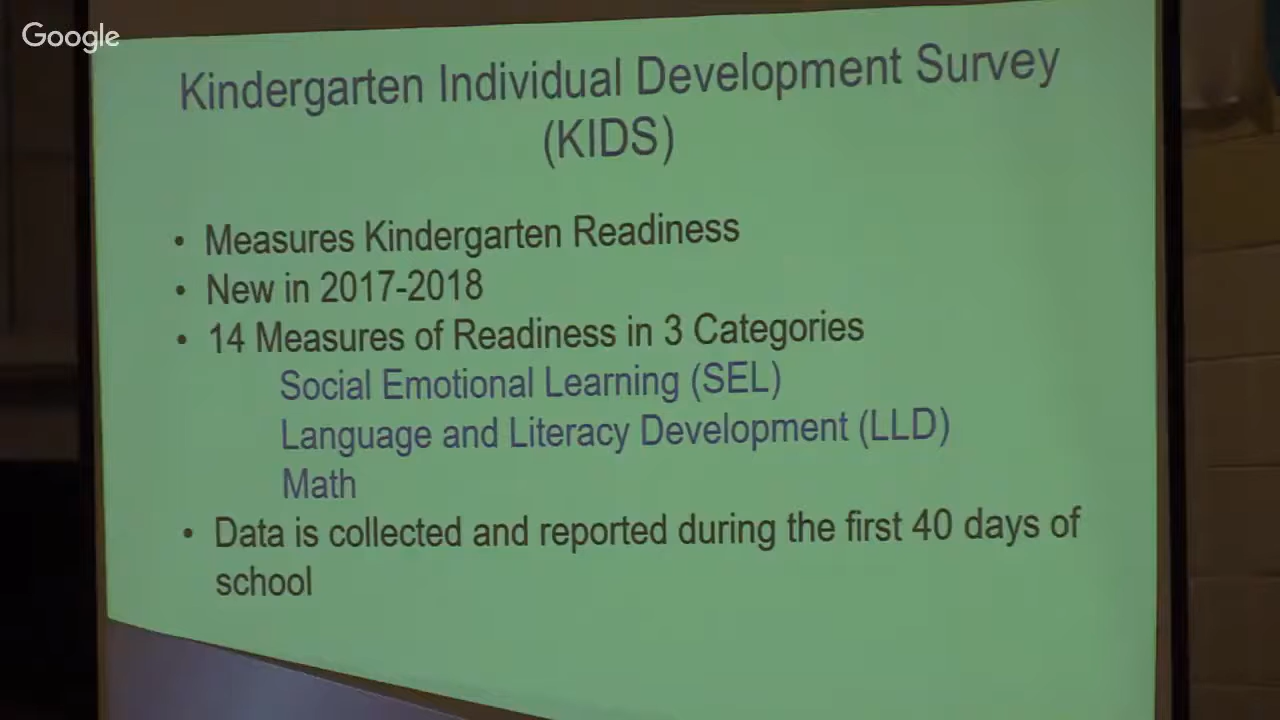 Google
Kindergarten Individual Development Survey
(KIDS)
• Measures Kindergarten Readiness
• New in 2017-2018
• 14 Measures of Readiness in 3 Categories
Social Emotional Learning (SEL)
Language and Literacy Development (LLD)
Math
• Data is collected and reported during the first 40 days of
school